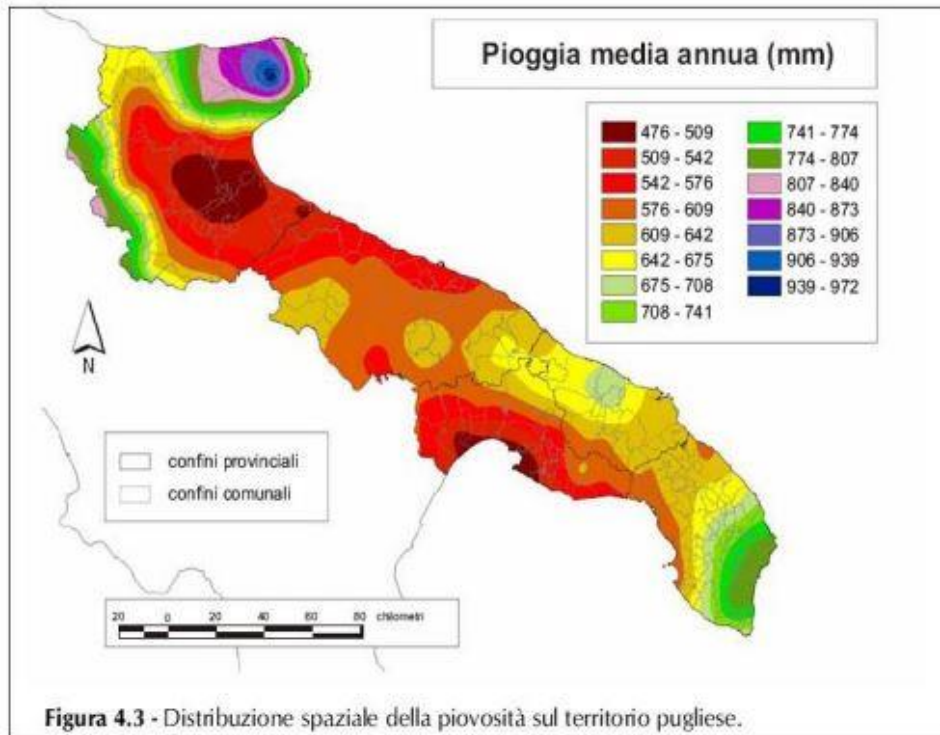 Pioggia media annua (mm)
476 - 509
509 - 542
542 - 576
576 - 609
609 - 642
642 - 675
675 - 708
708 - 741
741 - 774
774 - 807
807 - 840
840 - 873
873 - 906
906 - 939
939 - 972
N
confini provinciali
confini comunali
20 0 20 40 60 80 chilometri
Figura 4.3 - Distribuzione spaziale della piovosità sul territorio pugliese.